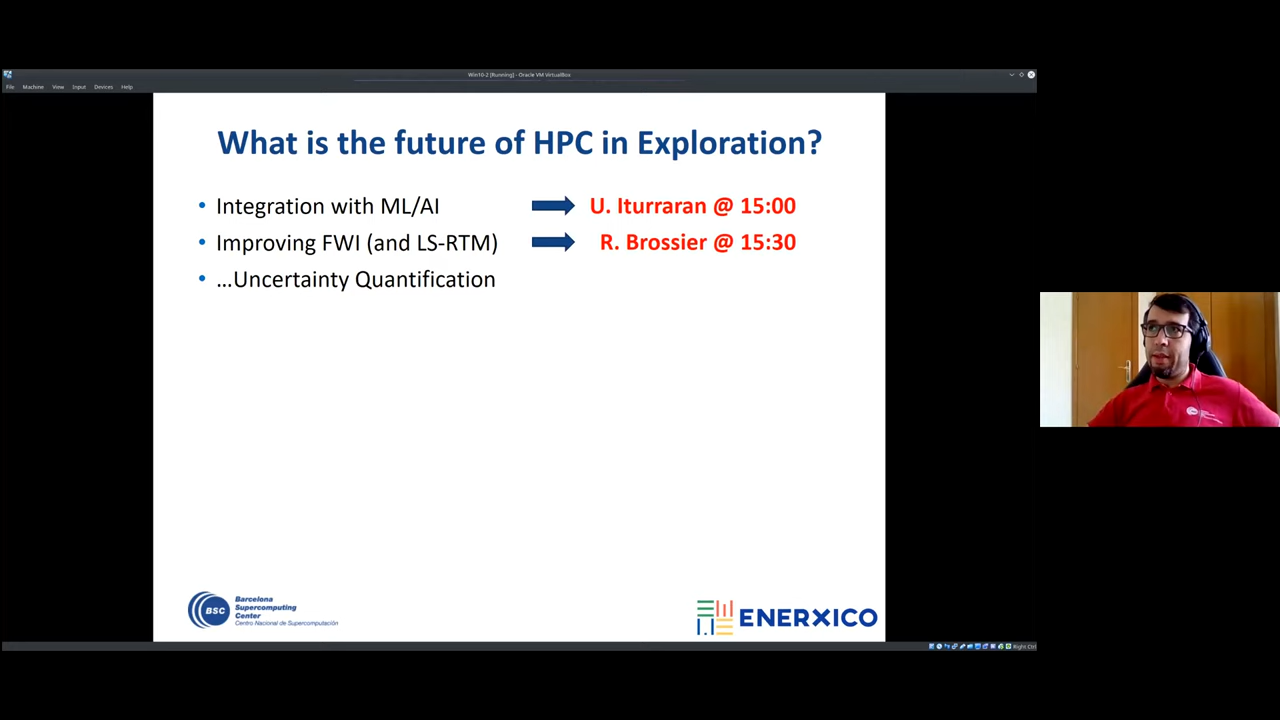 Win10-2 [Running] - Oracle VM VirtualBox
File Machine View Input Devices Help
What is the future of HPC in Exploration?
• Integration with ML/AI U. Iturraran @ 15:00
• Improving FWI (and LS-RTM) R. Brossier @ 15:30
• ...Uncertainty Quantification
BSC
Barcelona
Supercomputing
Center
Centro Nacional de Supercomputación
ENERXICO
Right Ctrl